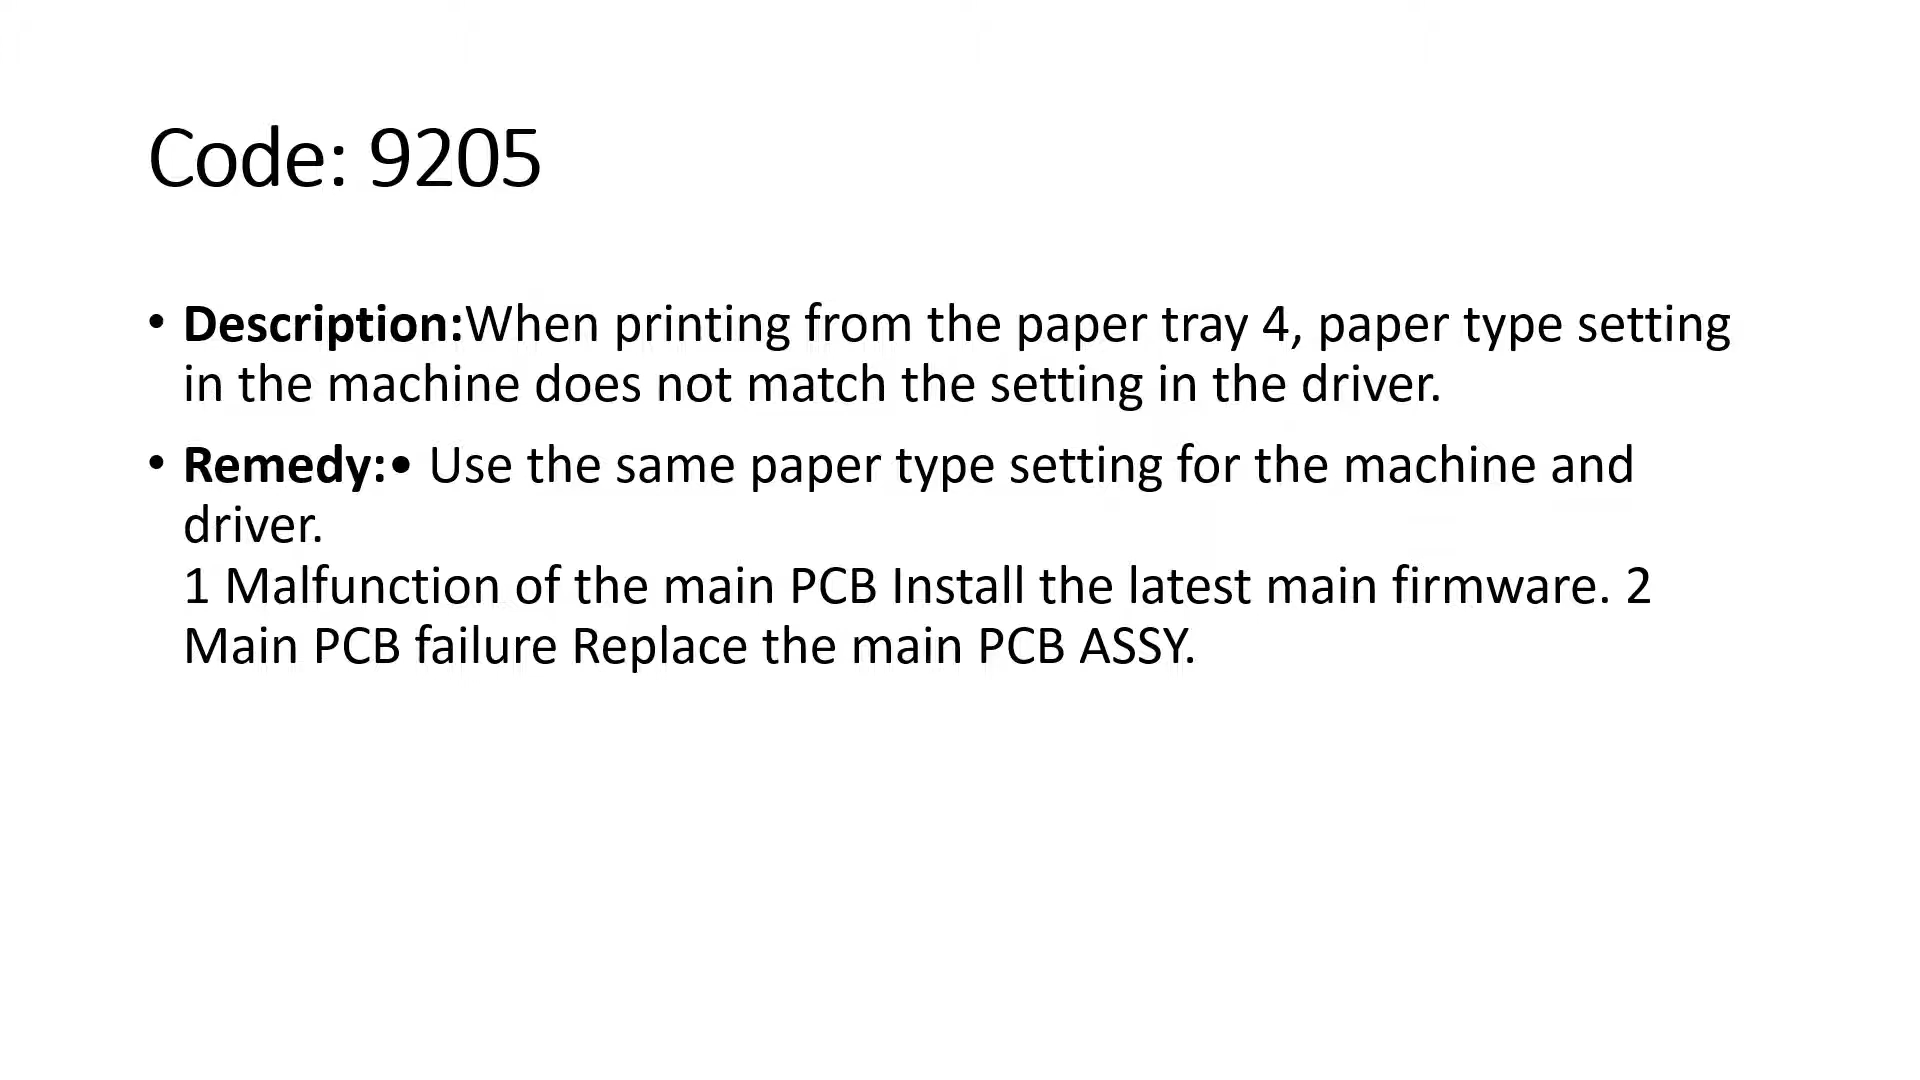 Code: 9205
• Description:When printing from the paper tray 4, paper type setting
in the machine does not match the setting in the driver.
• Remedy:• Use the same paper type setting for the machine and
driver.
1 Malfunction of the main PCB Install the latest main firmware. 2
Main PCB failure Replace the main PCB ASSY.